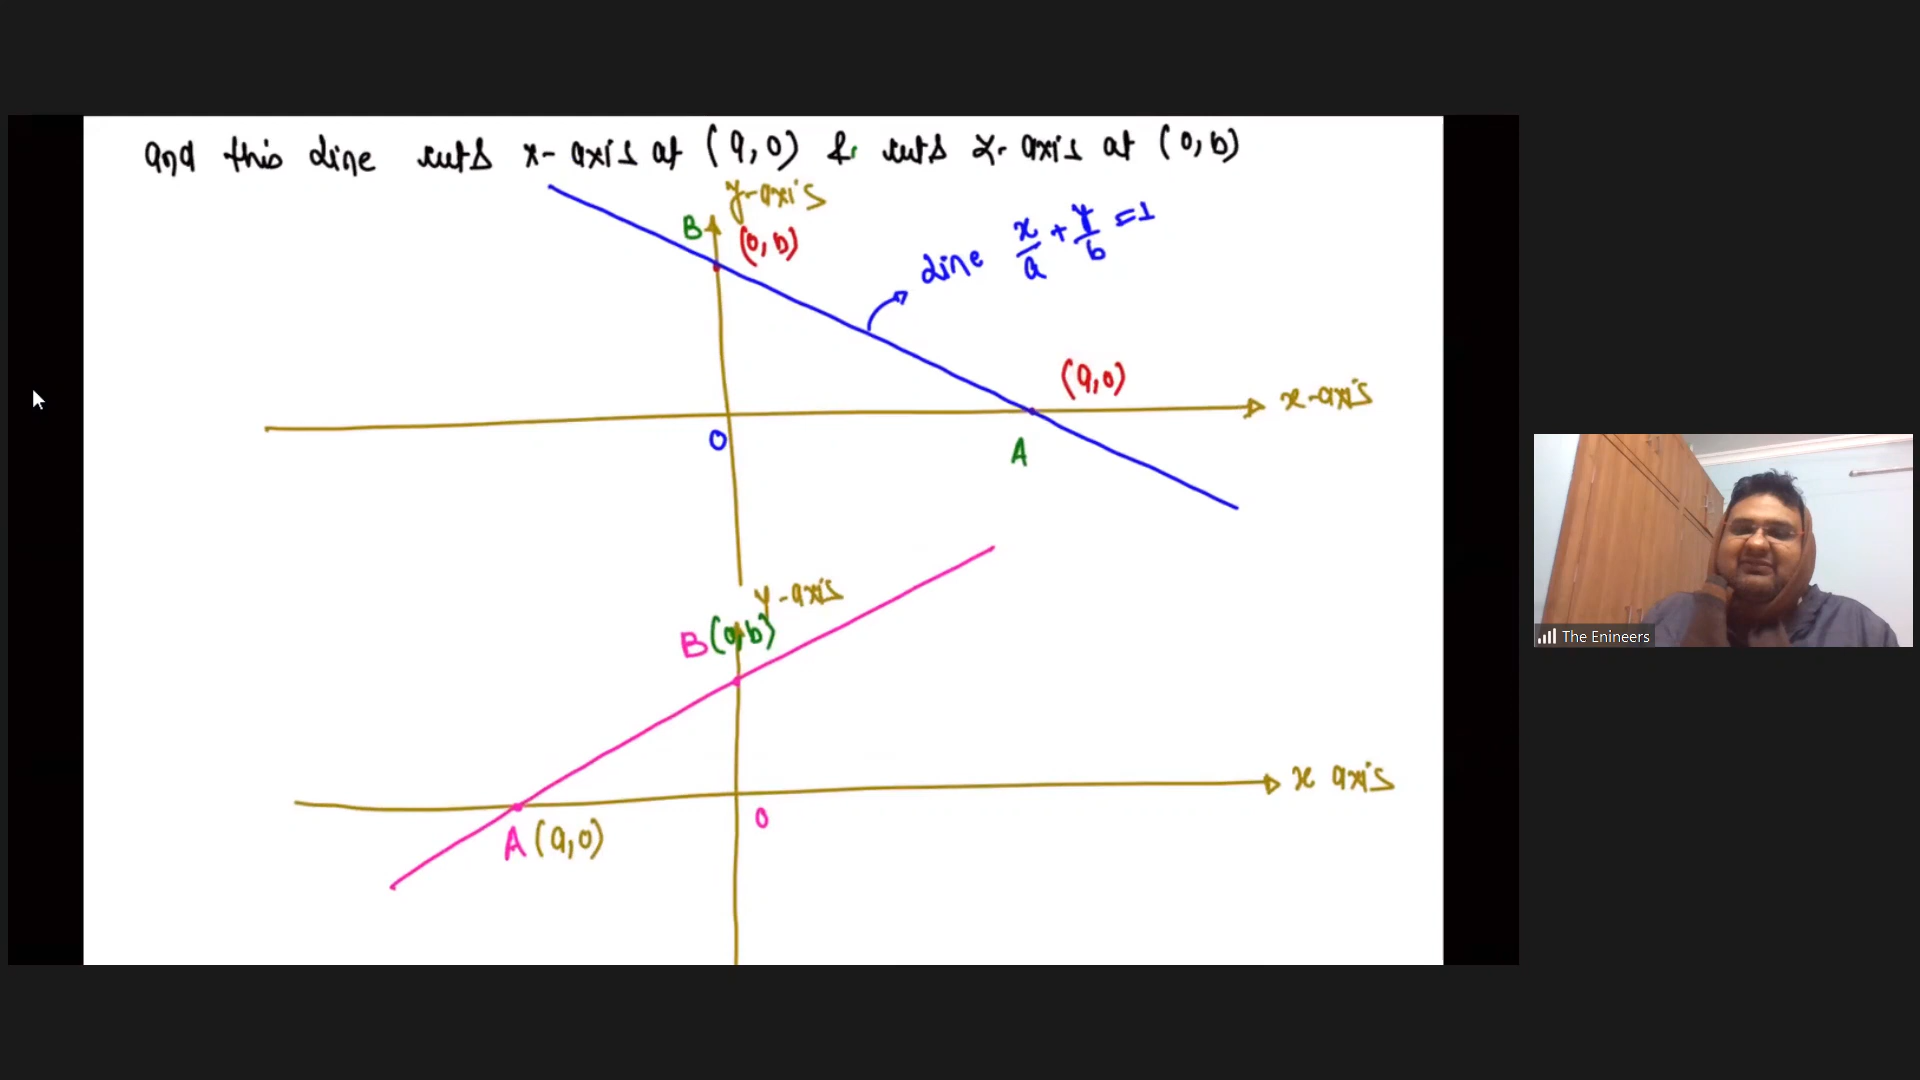 and this line cuts x-axis at (a,0) & cuts y-axis at (0,b)
y-axis
B
(0,b)
line x/a + y/b = 1
(a,0)
x-axis
0
A
y-axis
B(0,b)
x axis
0
A(a,0)
The Enineers